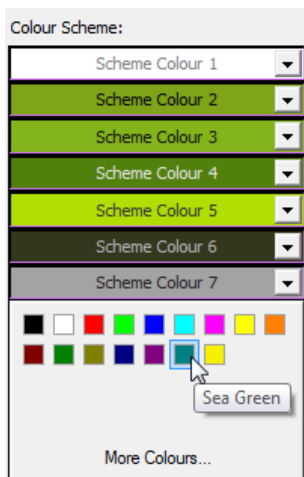 Colour Scheme:
Scheme Colour 1
Scheme Colour 2
Scheme Colour 3
Scheme Colour 4
Scheme Colour 5
Scheme Colour 6
Scheme Colour 7
Sea Green
More Colours...